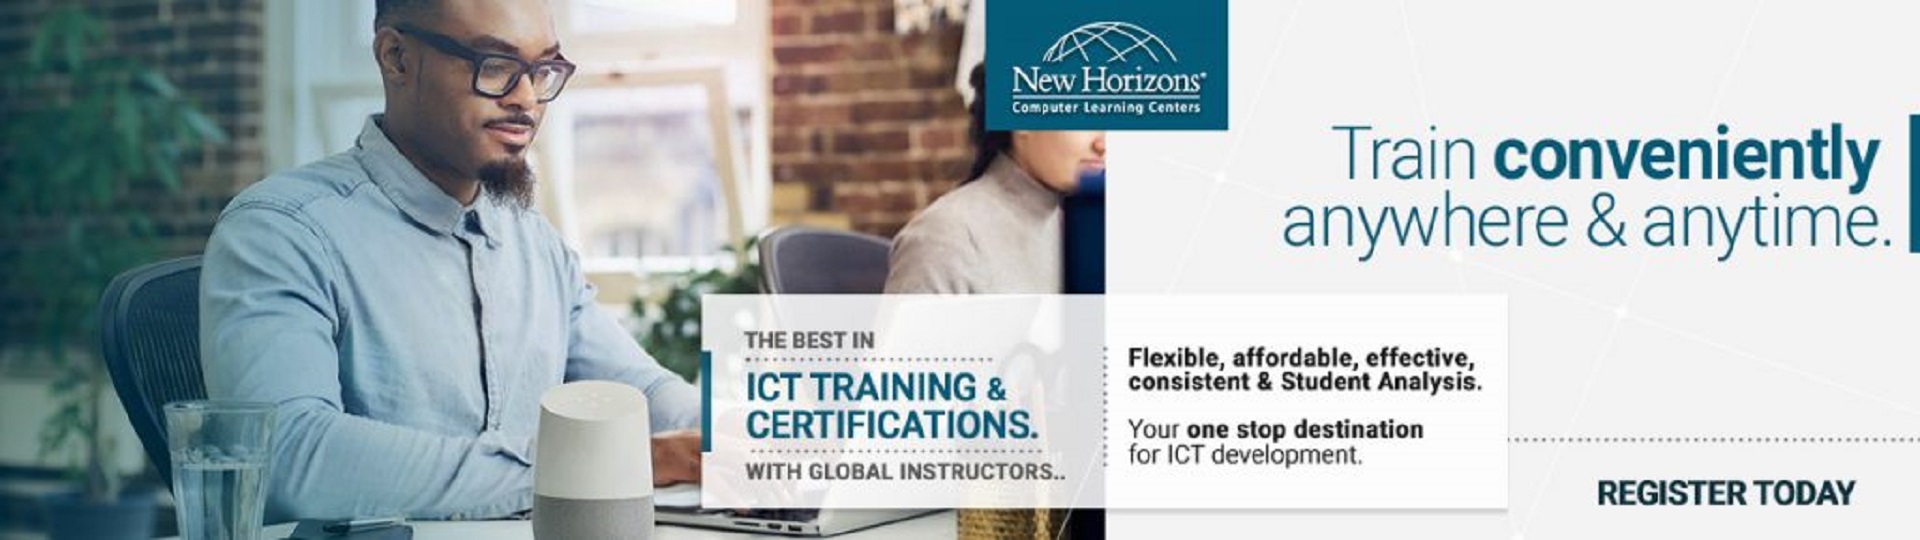 New Horizons®
Computer Learning Centers
Train conveniently
anywhere & anytime.
THE BEST IN
ICT TRAINING &
CERTIFICATIONS.
WITH GLOBAL INSTRUCTORS..
Flexible, affordable, effective,
consistent & Student Analysis.
Your one stop destination
for ICT development.
REGISTER TODAY